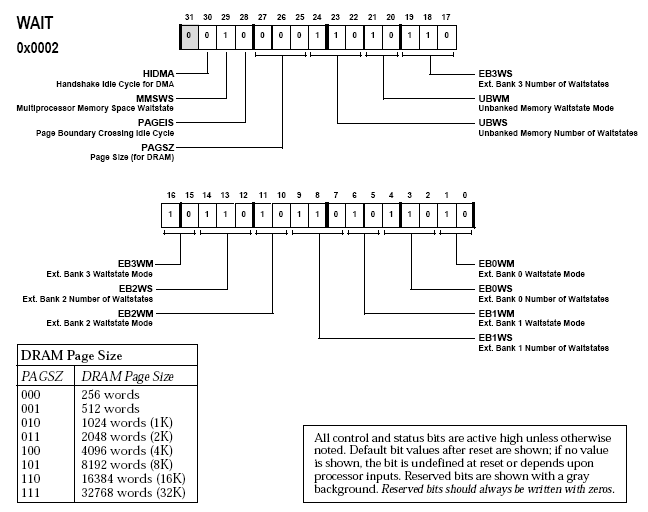 WAIT
0x0002
31 30 29 28 27 26 25 24 23 22 21 20 19 18 17
0 0 1 0 0 0 0 1 1 0 1 0 1 1 0
HIDMA
Handshake Idle Cycle for DMA
MMSWS
Multiprocessor Memory Space Waitstate
PAGEIS
Page Boundary Crossing Idle Cycle
PAGSZ
Page Size (for DRAM)
EB3WS
Ext. Bank 3 Number of Waitstates
UBWM
Unbanked Memory Waitstate Mode
UBWS
Unbanked Memory Number of Waitstates
16 15 14 13 12 11 10 9 8 7 6 5 4 3 2 1 0
1 0 1 1 0 1 0 1 1 0 1 0 1 1 0 1 0
EB3WM
Ext. Bank 3 Waitstate Mode
EB2WS
Ext. Bank 2 Number of Waitstates
EB2WM
Ext. Bank 2 Waitstate Mode
EB0WM
Ext. Bank 0 Waitstate Mode
EB0WS
Ext. Bank 0 Number of Waitstates
EB1WM
Ext. Bank 1 Waitstate Mode
EB1WS
Ext. Bank 1 Number of Waitstates
DRAM Page Size
PAGSZ DRAM Page Size
000 256 words
001 512 words
010 1024 words (1K)
011 2048 words (2K)
100 4096 words (4K)
101 8192 words (8K)
110 16384 words (16K)
111 32768 words (32K)
All control and status bits are active high unless otherwise
noted. Default bit values after reset are shown; if no value
is shown, the bit is undefined at reset or depends upon
processor inputs. Reserved bits are shown with a gray
background. Reserved bits should always be written with zeros.